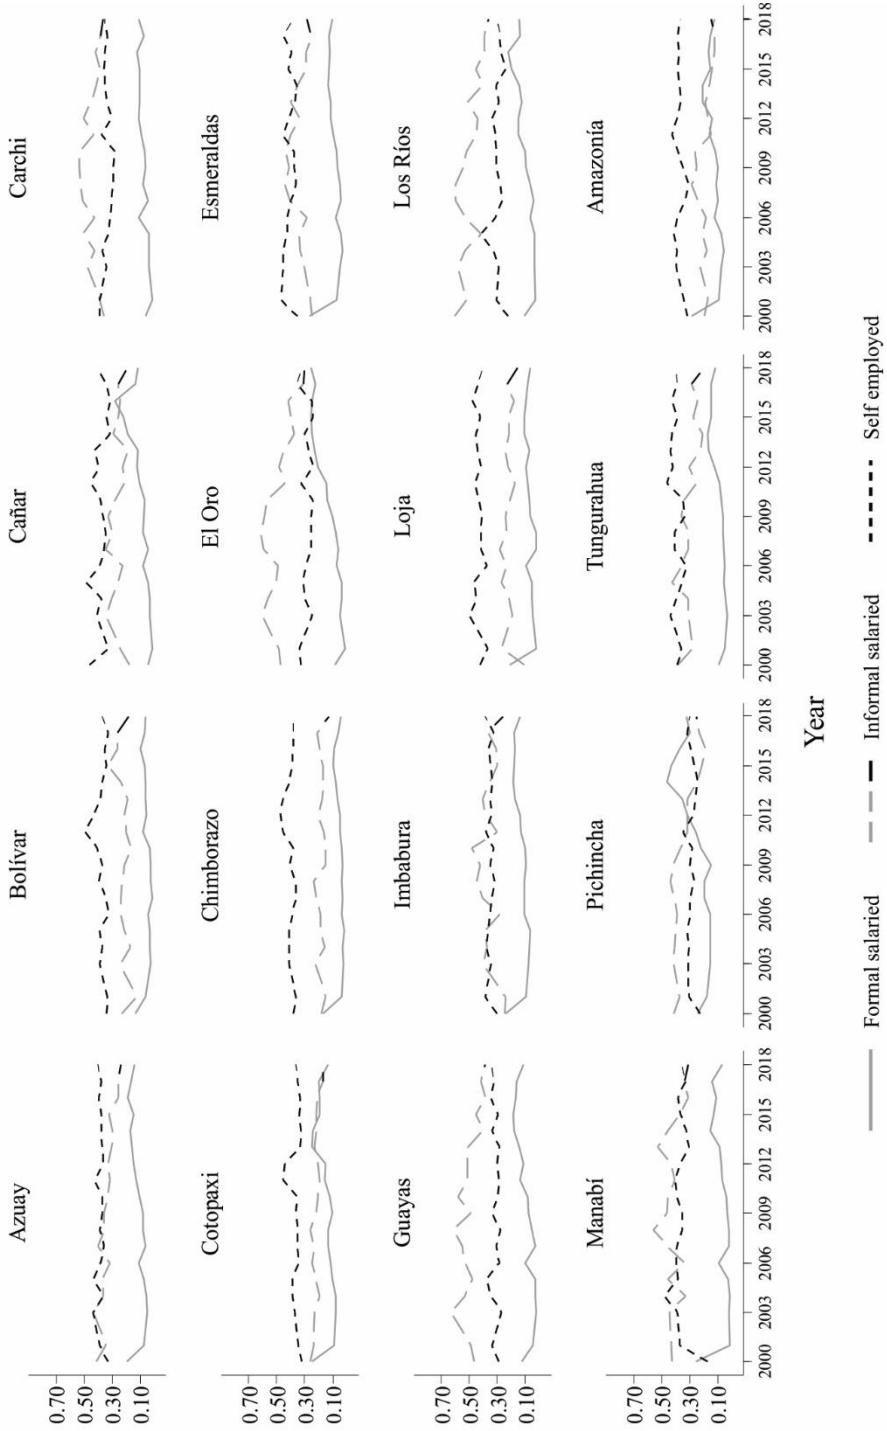 Azuay
Bolívar
Cañar
Carchi
0.70
0.50
0.30
0.10
Cotopaxi
Chimborazo
El Oro
Esmeraldas
0.70
0.50
0.30
0.10
Guayas
Imbabura
Loja
Los Ríos
0.70
0.50
0.30
0.10
Manabí
Pichincha
Tungurahua
Amazonía
0.70
0.50
0.30
0.10
2000 2003 2006 2009 2012 2015 2018
2000 2003 2006 2009 2012 2015 2018
2000 2003 2006 2009 2012 2015 2018
2000 2003 2006 2009 2012 2015 2018
Year
Formal salaried
Informal salaried
Self employed